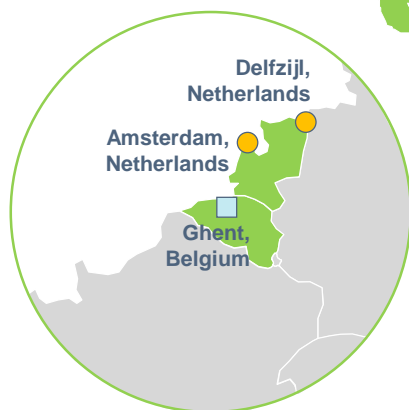 Delfzijl,
Netherlands
Amsterdam,
Netherlands
Ghent,
Belgium